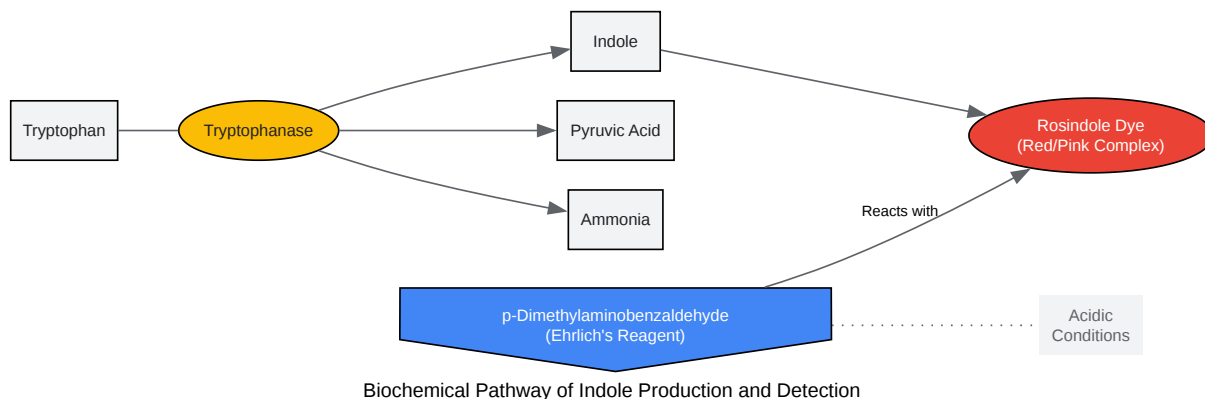 Tryptophan
Tryptophanase
Indole
Pyruvic Acid
Ammonia
Rosindole Dye
(Red/Pink Complex)
Reacts with
p-Dimethylaminobenzaldehyde
(Ehrlich's Reagent)
Acidic
Conditions
Biochemical Pathway of Indole Production and Detection